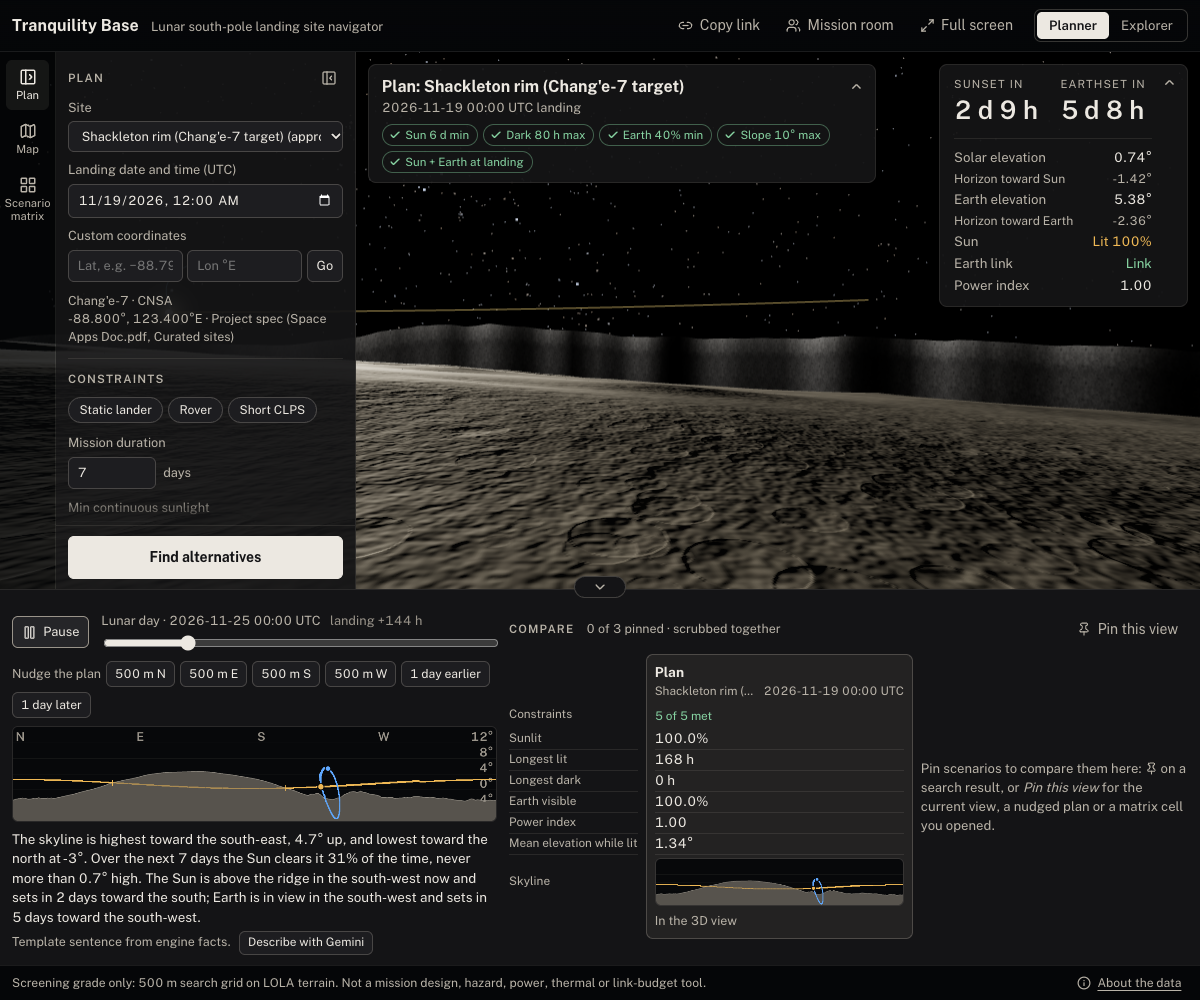 Tranquility Base Lunar south-pole landing site navigator
Copy link Mission room Full screen Planner Explorer
Plan
Map
Scenario
matrix
PLAN
Site
Shackleton rim (Chang'e-7 target) (appro
Landing date and time (UTC)
11/19/2026, 12:00 AM
Custom coordinates
Lat, e.g. −88.79 Lon °E Go
Chang'e-7 · CNSA
-88.800°, 123.400°E · Project spec (Space
Apps Doc.pdf, Curated sites)
CONSTRAINTS
Static lander Rover Short CLPS
Mission duration
7 days
Min continuous sunlight
Find alternatives
Plan: Shackleton rim (Chang'e-7 target)
2026-11-19 00:00 UTC landing
Sun 6 d min Dark 80 h max Earth 40% min Slope 10° max
Sun + Earth at landing
SUNSET IN EARTHSET IN
2 d 9 h 5 d 8 h
Solar elevation 0.74°
Horizon toward Sun -1.42°
Earth elevation 5.38°
Horizon toward Earth -2.36°
Sun Lit 100%
Earth link Link
Power index 1.00
Pause
Lunar day · 2026-11-25 00:00 UTC landing +144 h
Nudge the plan 500 m N 500 m E 500 m S 500 m W 1 day earlier
1 day later
N E S W 12°
8°
4°
0°
4°
The skyline is highest toward the south-east, 4.7° up, and lowest toward the
north at -3°. Over the next 7 days the Sun clears it 31% of the time, never
more than 0.7° high. The Sun is above the ridge in the south-west now and
sets in 2 days toward the south; Earth is in view in the south-west and sets in
5 days toward the south-west.
Template sentence from engine facts. Describe with Gemini
COMPARE 0 of 3 pinned · scrubbed together
Pin this view
Plan
Shackleton rim (... 2026-11-19 00:00 UTC
Constraints 5 of 5 met
Sunlit 100.0%
Longest lit 168 h
Longest dark 0 h
Earth visible 100.0%
Power index 1.00
Mean elevation while lit 1.34°
Skyline
In the 3D view
Pin scenarios to compare them here: on a
search result, or Pin this view for the
current view, a nudged plan or a matrix cell
you opened.
Screening grade only: 500 m search grid on LOLA terrain. Not a mission design, hazard, power, thermal or link-budget tool.
About the data